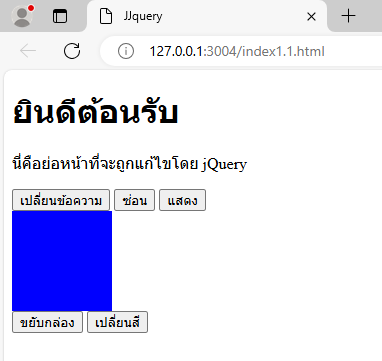 JJquery
127.0.0.1:3004/index1.1.html
ยินดีต้อนรับ
นี่คือย่อหน้าที่จะถูกแก้ไขโดย jQuery
เปลี่ยนข้อความ ซ่อน แสดง
ขยับกล่อง เปลี่ยนสี